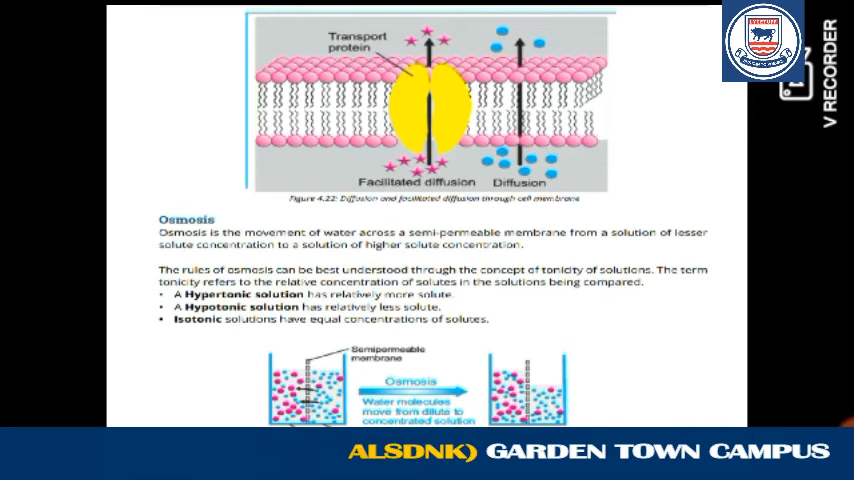 Transport
protein
Facilitated diffusion
Diffusion
Figure 4.22: Diffusion and facilitated diffusion through cell membrane
Osmosis
Osmosis is the movement of water across a semi-permeable membrane from a solution of lesser
solute concentration to a solution of higher solute concentration.
The rules of osmosis can be best understood through the concept of tonicity of solutions. The term
tonicity refers to the relative concentration of solutes in the solutions being compared.
• A Hypertonic solution has relatively more solute.
• A Hypotonic solution has relatively less solute.
• Isotonic solutions have equal concentrations of solutes.
Semipermeable
membrane
Osmosis
Water molecules
move from dilute to
concentrated solution
V RECORDER
ALSDNK) GARDEN TOWN CAMPUS